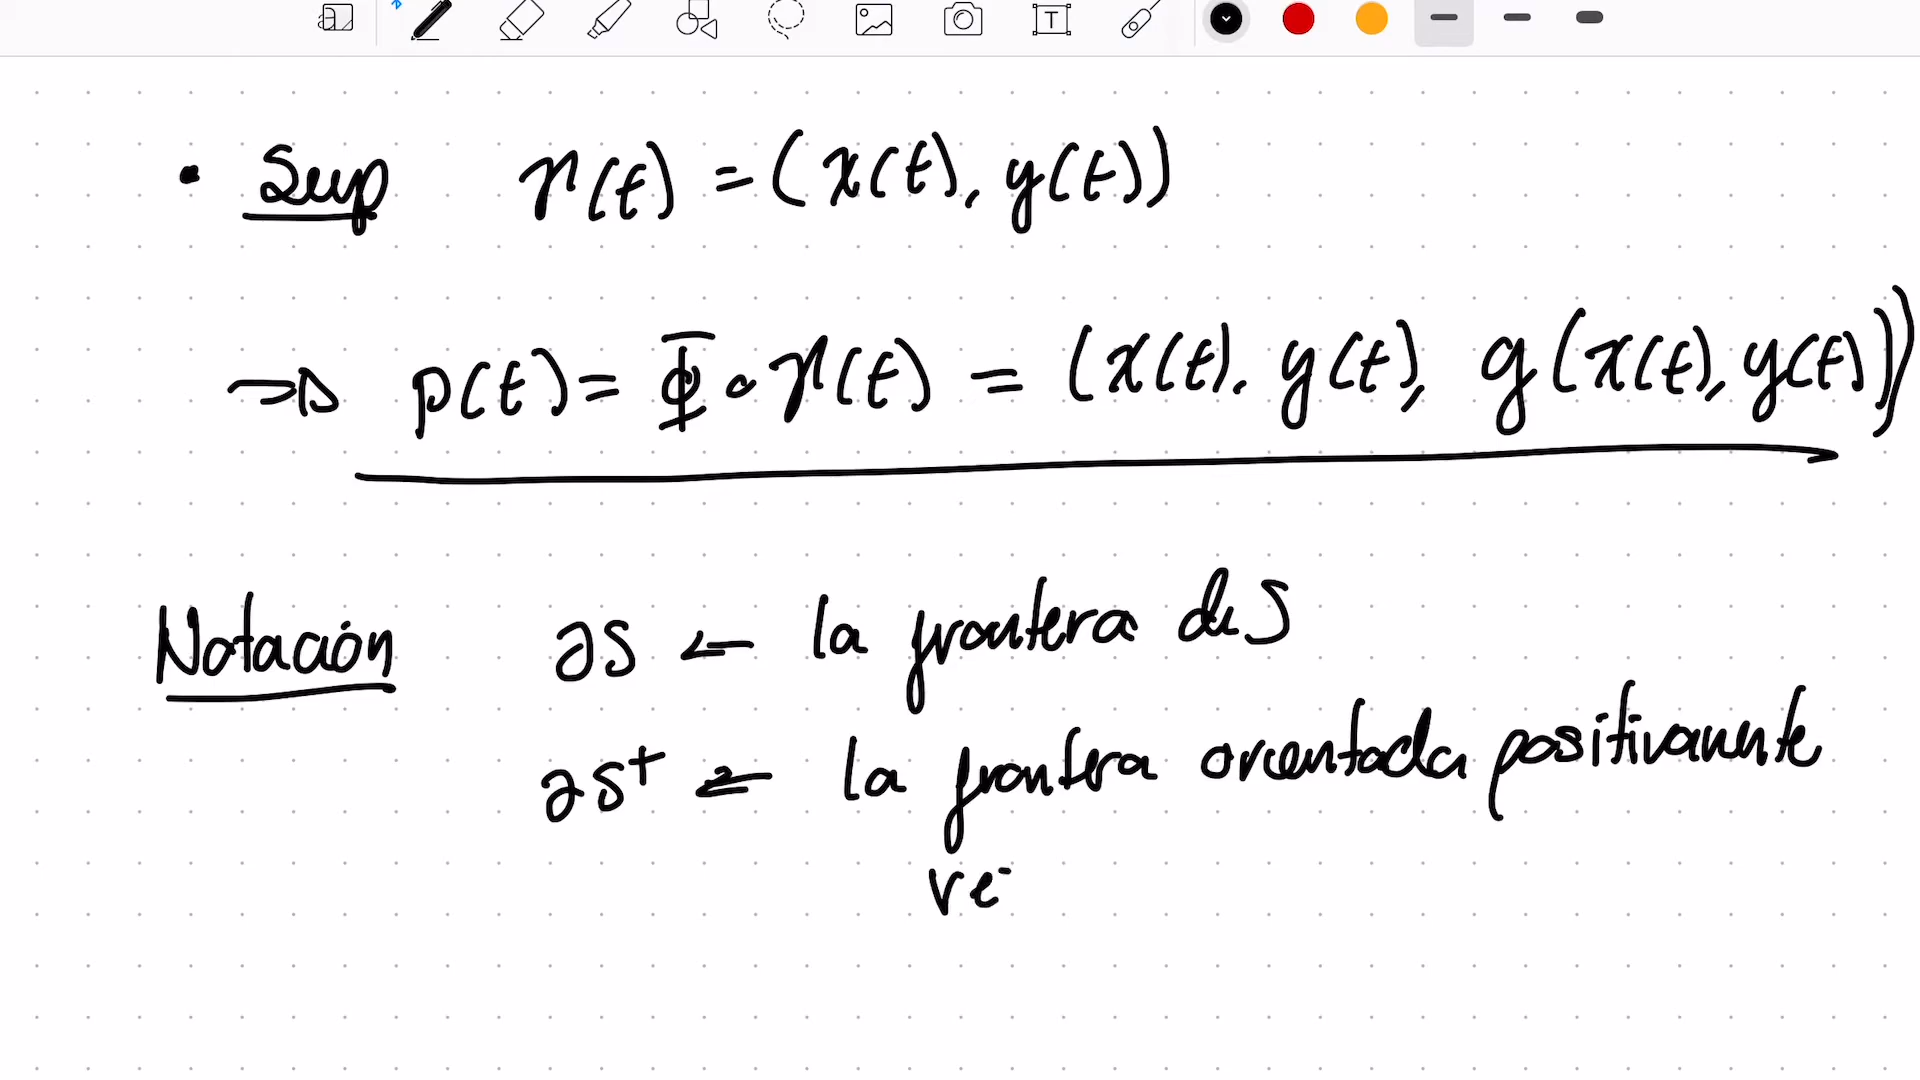 • Sup r(t) = (x(t), y(t))
⇒ p(t) = Φ ∘ r(t) = (x(t), y(t), g(x(t), y(t)))
Notación ∂S ← la frontera de S
∂S⁺ ← la frontera orientada positivamente